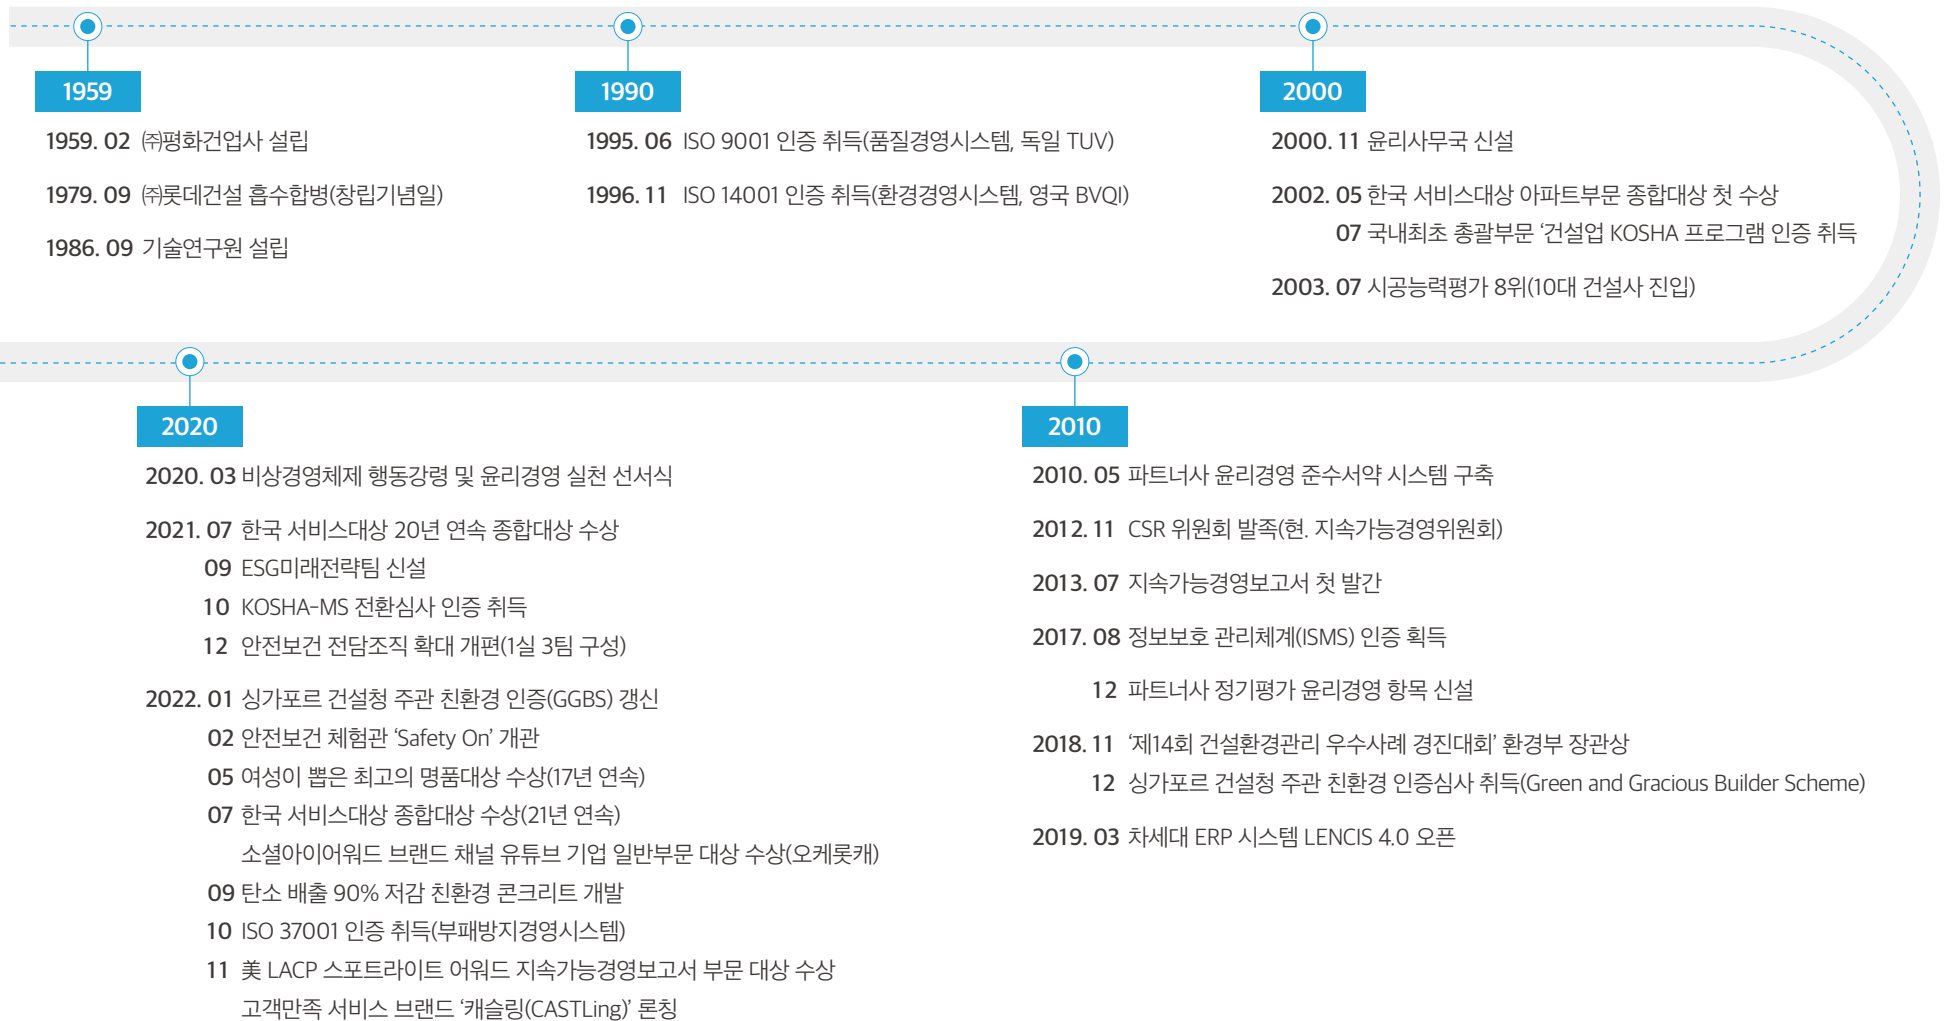 1959
1959. 02 ㈜평화건업사 설립
1979. 09 ㈜롯데건설 흡수합병(창립기념일)
1986. 09 기술연구원 설립
1990
1995. 06 ISO 9001 인증 취득(품질경영시스템, 독일 TUV)
1996. 11 ISO 14001 인증 취득(환경경영시스템, 영국 BVQI)
2000
2000. 11 윤리사무국 신설
2002. 05 한국 서비스대상 아파트부문 종합대상 첫 수상
07 국내최초 총괄부문 ‘건설업 KOSHA 프로그램 인증 취득
2003. 07 시공능력평가 8위(10대 건설사 진입)
2010
2010. 05 파트너사 윤리경영 준수서약 시스템 구축
2012. 11 CSR 위원회 발족(현. 지속가능경영위원회)
2013. 07 지속가능경영보고서 첫 발간
2017. 08 정보보호 관리체계(ISMS) 인증 획득
12 파트너사 정기평가 윤리경영 항목 신설
2018. 11 ‘제14회 건설환경관리 우수사례 경진대회’ 환경부 장관상
12 싱가포르 건설청 주관 친환경 인증심사 취득(Green and Gracious Builder Scheme)
2019. 03 차세대 ERP 시스템 LENCIS 4.0 오픈
2020
2020. 03 비상경영체제 행동강령 및 윤리경영 실천 선서식
2021. 07 한국 서비스대상 20년 연속 종합대상 수상
09 ESG미래전략팀 신설
10 KOSHA-MS 전환심사 인증 취득
12 안전보건 전담조직 확대 개편(1실 3팀 구성)
2022. 01 싱가포르 건설청 주관 친환경 인증(GGBS) 갱신
02 안전보건 체험관 ‘Safety On’ 개관
05 여성이 뽑은 최고의 명품대상 수상(17년 연속)
07 한국 서비스대상 종합대상 수상(21년 연속)
소셜아이어워드 브랜드 채널 유튜브 기업 일반부문 대상 수상(오케롯캐)
09 탄소 배출 90% 저감 친환경 콘크리트 개발
10 ISO 37001 인증 취득(부패방지경영시스템)
11 美 LACP 스포트라이트 어워드 지속가능경영보고서 부문 대상 수상
고객만족 서비스 브랜드 ‘캐슬링(CASTLing)’ 론칭